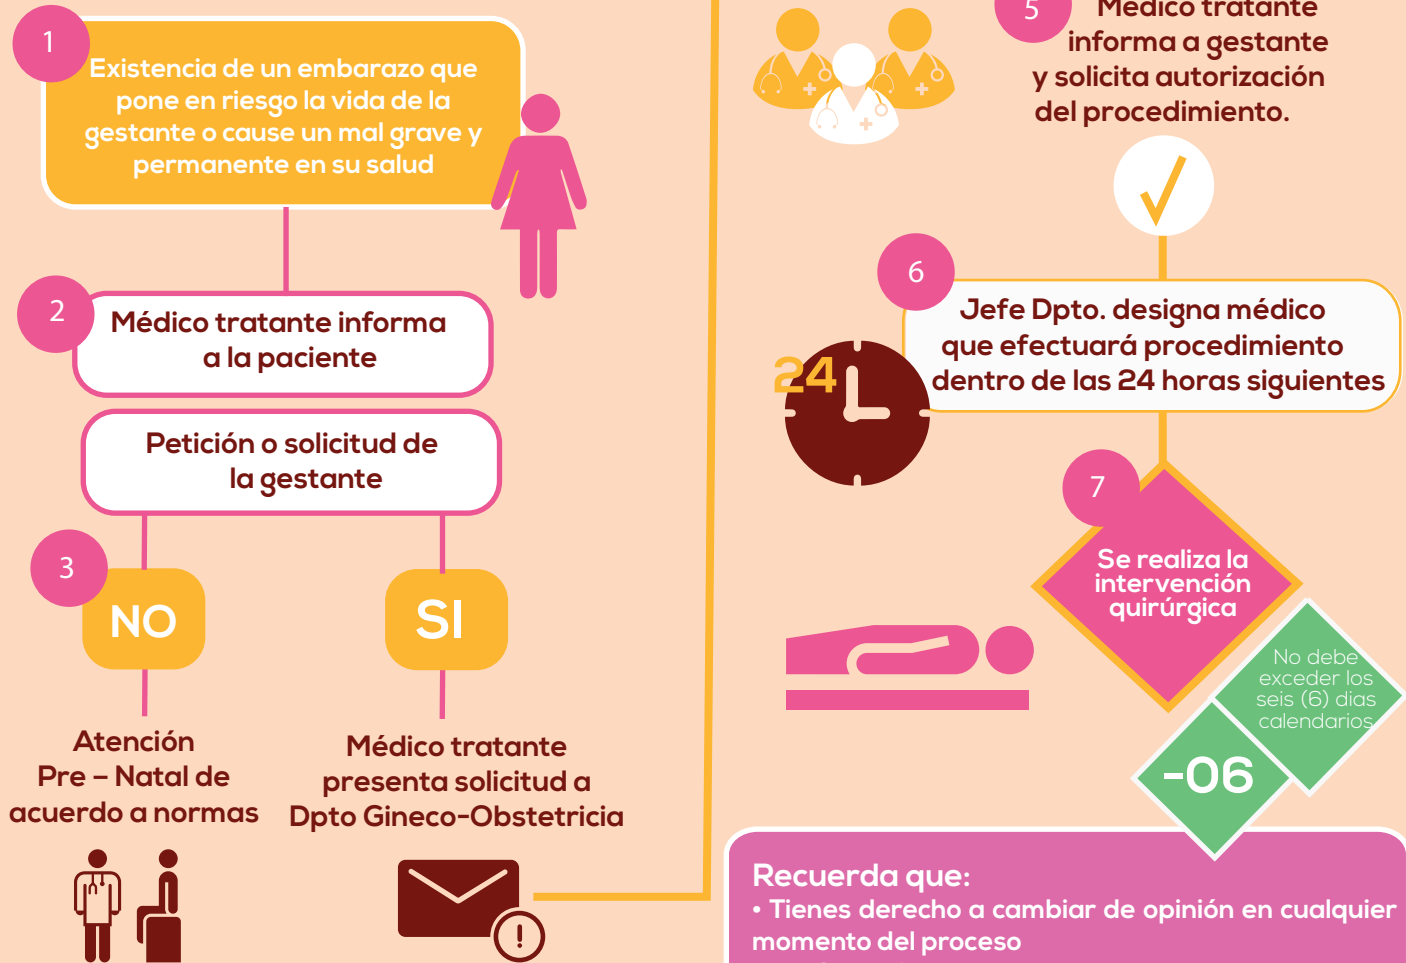 1
Existencia de un embarazo que
pone en riesgo la vida de la
gestante o cause un mal grave y
permanente en su salud
2
Médico tratante informa
a la paciente
Petición o solicitud de
la gestante
3
NO
SI
Atención
Pre – Natal de
acuerdo a normas
Médico tratante
presenta solicitud a
Dpto Gineco-Obstetricia
!
5
Médico tratante
informa a gestante
y solicita autorización
del procedimiento.
6
Jefe Dpto. designa médico
que efectuará procedimiento
dentro de las 24 horas siguientes
24
7
Se realiza la
intervención
quirúrgica
No debe
exceder los
seis (6) dias
calendarios
-06
Recuerda que:
• Tienes derecho a cambiar de opinión en cualquier
momento del proceso